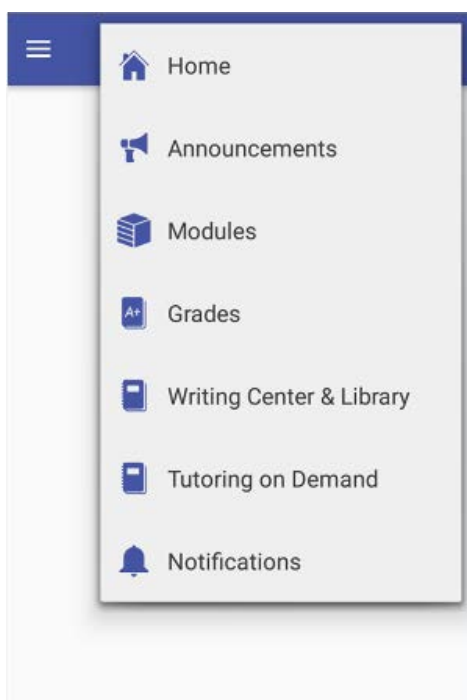 Home
Announcements
Modules
A+
Grades
Writing Center & Library
Tutoring on Demand
Notifications